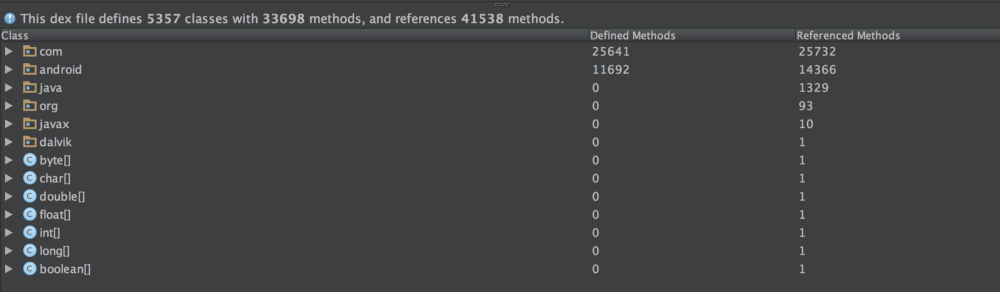 This dex file defines 5357 classes with 33698 methods, and references 41538 methods.
Class Defined Methods Referenced Methods
com 25641 25732
android 11692 14366
java 0 1329
org 0 93
javax 0 10
dalvik 0 1
byte[] 0 1
char[] 0 1
double[] 0 1
float[] 0 1
int[] 0 1
long[] 0 1
boolean[] 0 1